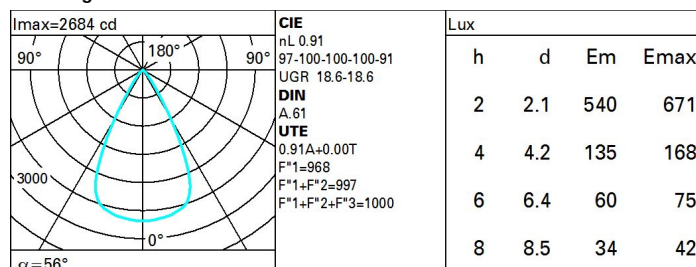 Imax=2684 cd
90°
180°
90°
3000
0°
α=56°
CIE
nL 0.91
97-100-100-100-91
UGR 18.6-18.6
DIN
A.61
UTE
0.91A+0.00T
F"1=968
F"1+F"2=997
F"1+F"2+F"3=1000
Lux
h d Em Emax
2 2.1 540 671
4 4.2 135 168
6 6.4 60 75
8 8.5 34 42